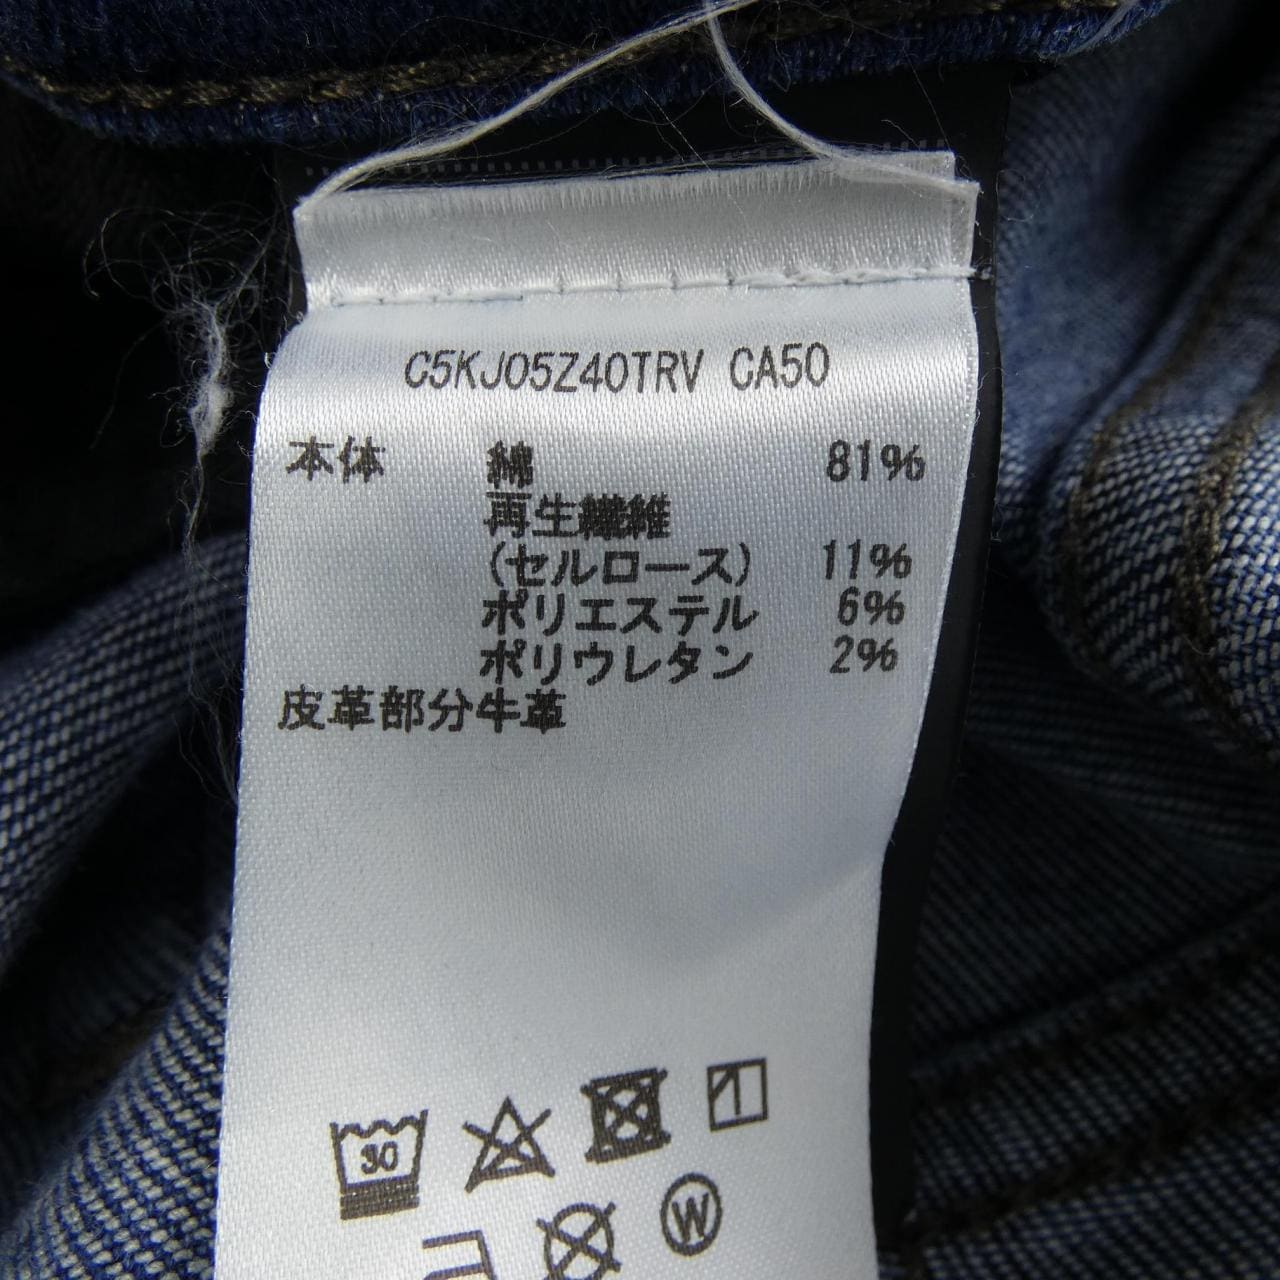 C5KJ05Z40TRV CA50
本体 綿 81%
再生繊維
(セルロース) 11%
ポリエステル 6%
ポリウレタン 2%
皮革部分牛革
30
W